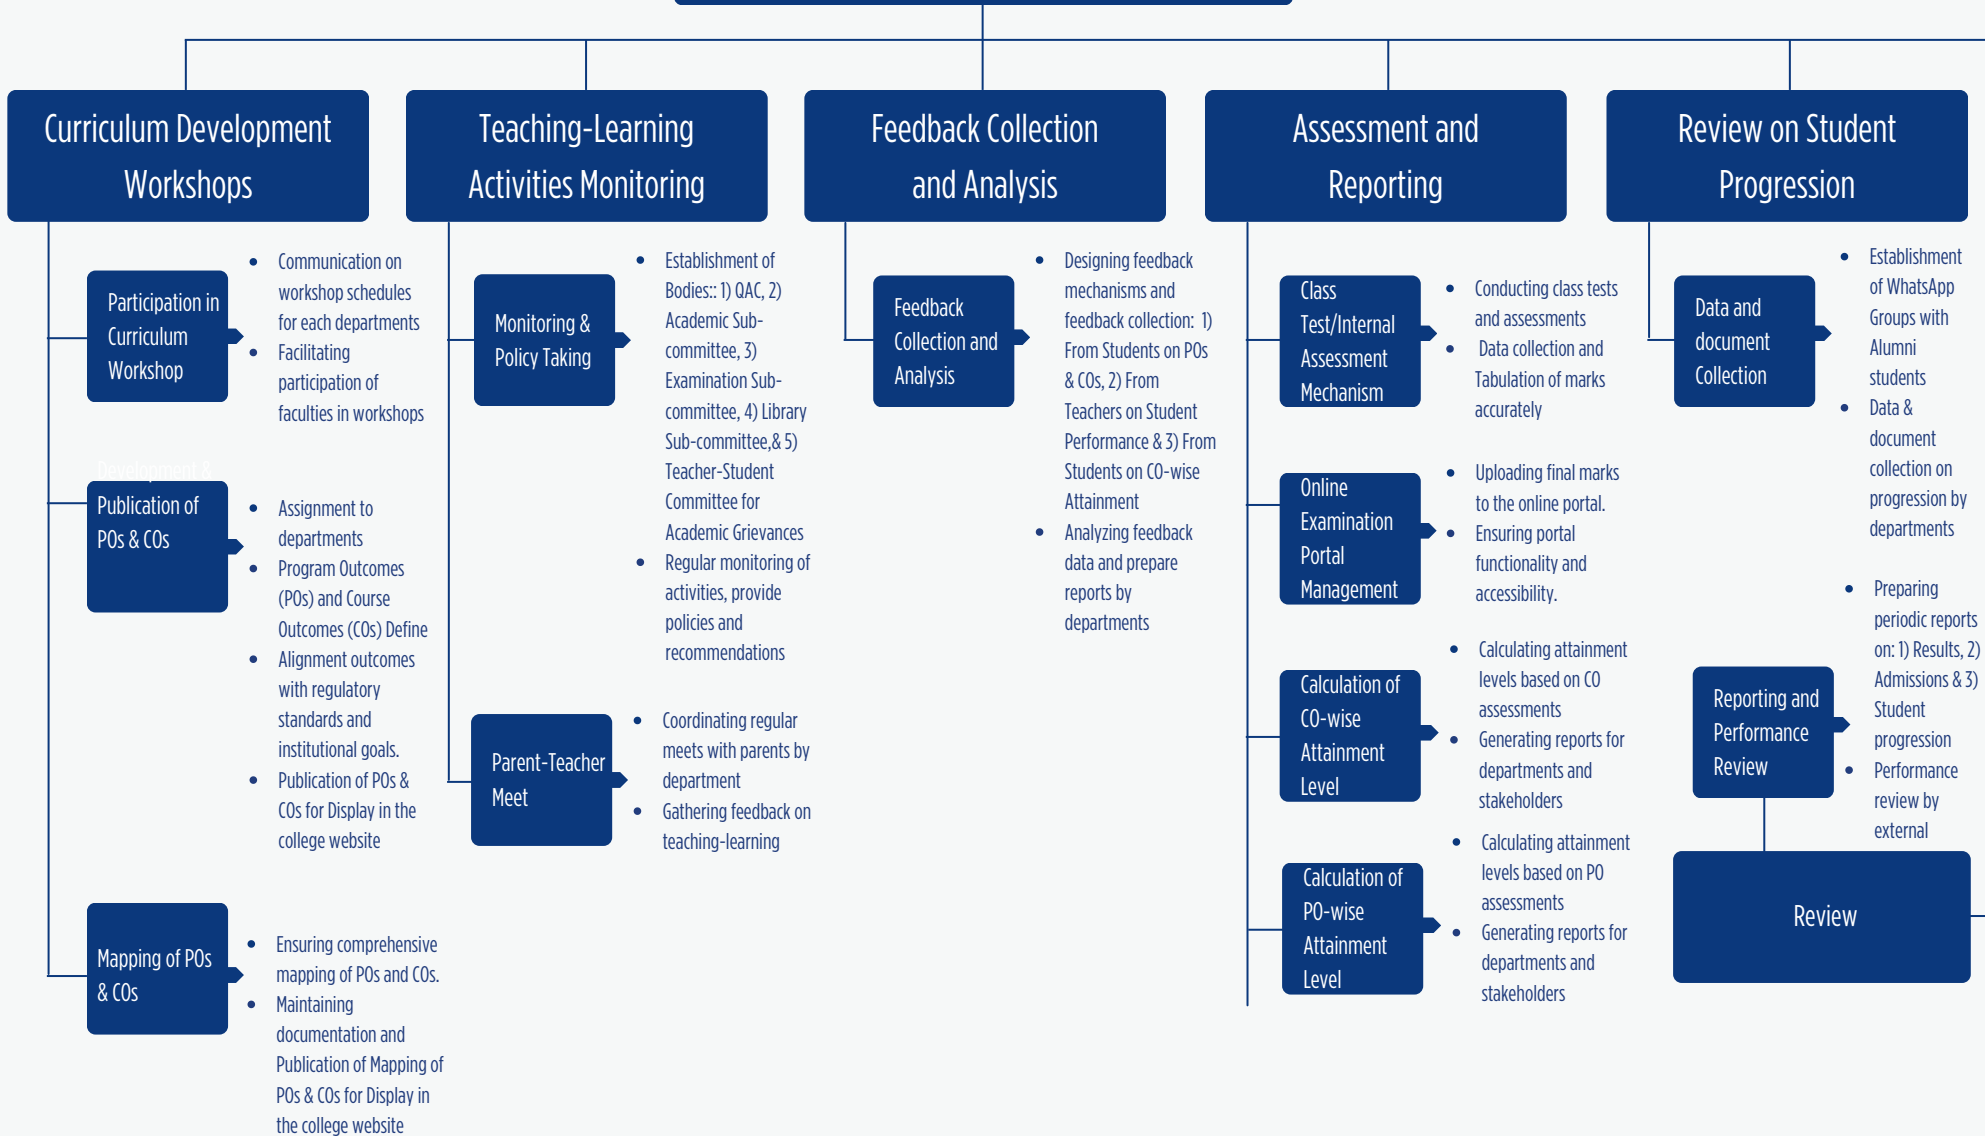 Curriculum Development
Workshops
Participation in
Curriculum
Workshop
Communication on
workshop schedules
for each departments
Facilitating
participation of
faculties in workshops
Development &
Publication of
POs & COs
Assignment to
departments
Program Outcomes
(POs) and Course
Outcomes (COs) Define
Alignment outcomes
with regulatory
standards and
institutional goals.
Publication of POs &
COs for Display in the
college website
Mapping of POs
& COs
Ensuring comprehensive
mapping of POs and COs.
Maintaining
documentation and
Publication of Mapping of
POs & COs for Display in
the college website
Teaching-Learning
Activities Monitoring
Monitoring &
Policy Taking
Establishment of
Bodies:: 1) QAC, 2)
Academic Sub-
committee, 3)
Examination Sub-
committee, 4) Library
Sub-committee,& 5)
Teacher-Student
Committee for
Academic Grievances
Regular monitoring of
activities, provide
policies and
recommendations
Parent-Teacher
Meet
Coordinating regular
meets with parents by
department
Gathering feedback on
teaching-learning
Feedback Collection
and Analysis
Feedback
Collection and
Analysis
Designing feedback
mechanisms and
feedback collection: 1)
From Students on POs
& COs, 2) From
Teachers on Student
Performance & 3) From
Students on CO-wise
Attainment
Analyzing feedback
data and prepare
reports by
departments
Assessment and
Reporting
Class
Test/Internal
Assessment
Mechanism
Conducting class tests
and assessments
Data collection and
Tabulation of marks
accurately
Online
Examination
Portal
Management
Uploading final marks
to the online portal.
Ensuring portal
functionality and
accessibility.
Calculation of
CO-wise
Attainment
Level
Calculating attainment
levels based on CO
assessments
Generating reports for
departments and
stakeholders
Calculation of
PO-wise
Attainment
Level
Calculating attainment
levels based on PO
assessments
Generating reports for
departments and
stakeholders
Review on Student
Progression
Data and
document
Collection
Establishment
of WhatsApp
Groups with
Alumni
students
Data &
document
collection on
progression by
departments
Reporting and
Performance
Review
Preparing
periodic reports
on: 1) Results, 2)
Admissions & 3)
Student
progression
Performance
review by
external
Review